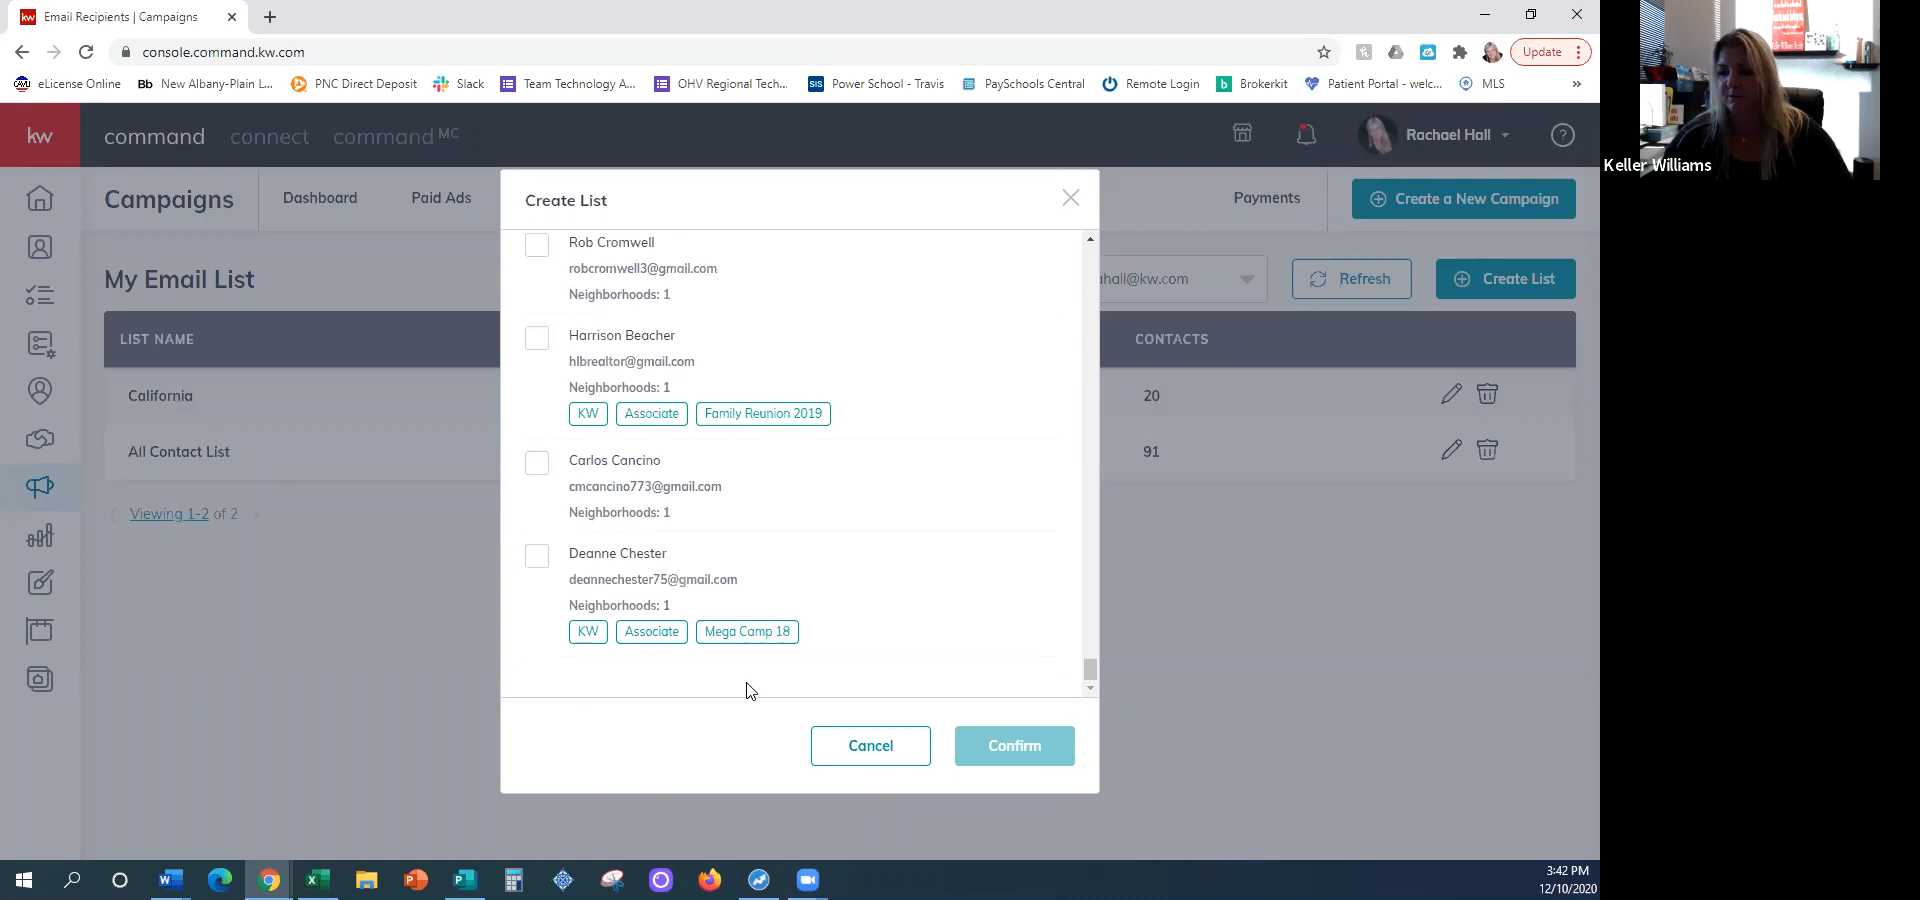 Email Recipients | Campaigns
console.command.kw.com
Update
eLicense Online
Bb New Albany-Plain L...
PNC Direct Deposit
Slack
Team Technology A...
OHV Regional Tech...
SIS Power School - Travis
PaySchools Central
Remote Login
b Brokerkit
Patient Portal - welc...
MLS
kw
command
connect
command MC
Rachael Hall
Campaigns
Dashboard
Paid Ads
Payments
Create a New Campaign
My Email List
ahall@kw.com
Refresh
Create List
LIST NAME
CONTACTS
California
20
All Contact List
91
Viewing 1-2 of 2
Create List
Rob Cromwell
robcromwell3@gmail.com
Neighborhoods: 1
Harrison Beacher
hlbrealtor@gmail.com
Neighborhoods: 1
KW Associate Family Reunion 2019
Carlos Cancino
cmcancino773@gmail.com
Neighborhoods: 1
Deanne Chester
deannechester75@gmail.com
Neighborhoods: 1
KW Associate Mega Camp 18
Cancel
Confirm
Keller Williams
3:42 PM
12/10/2020